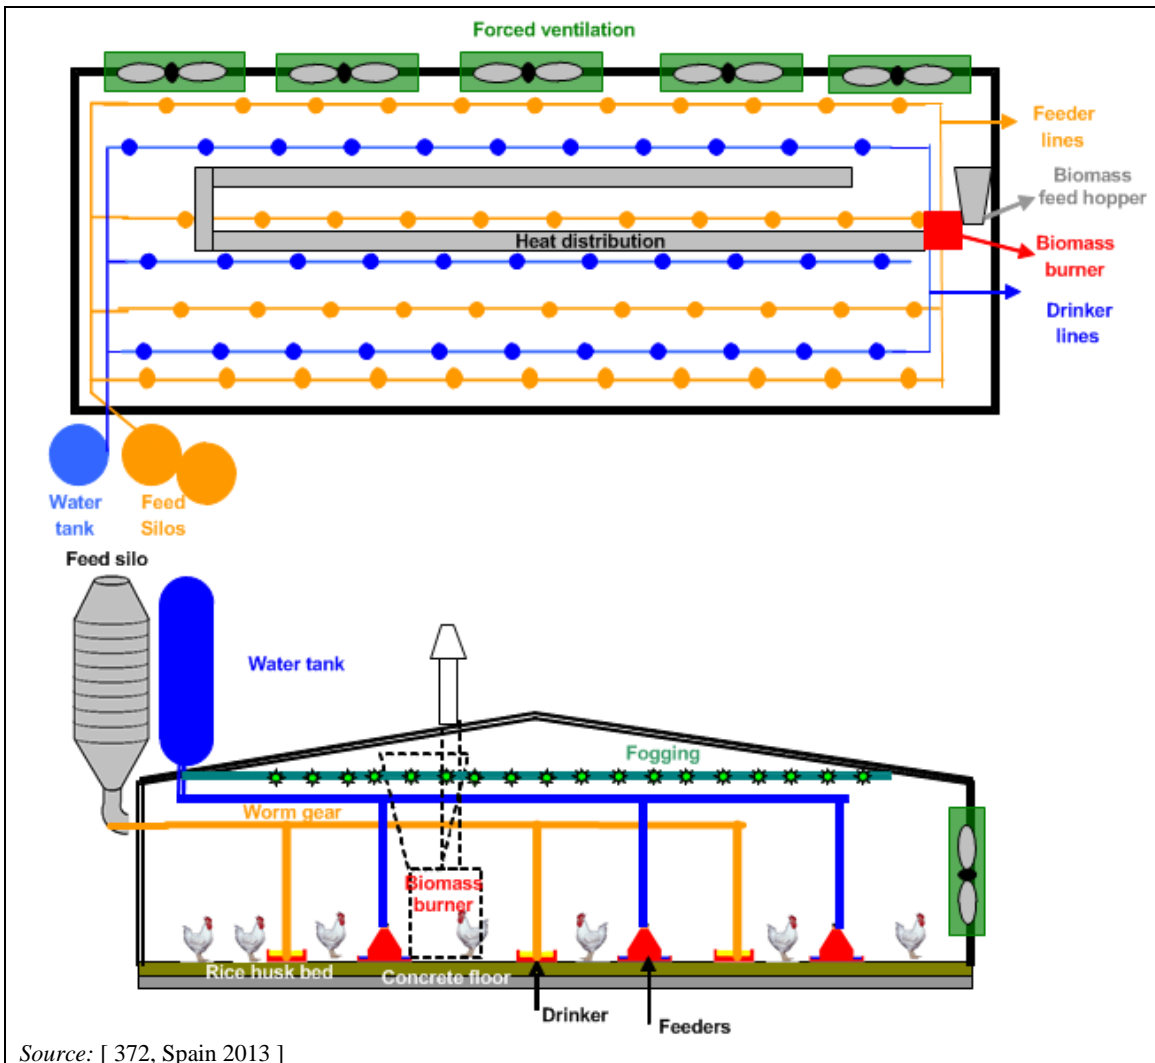 Forced ventilation
Feeder
lines
Biomass
feed hopper
Heat distribution
Biomass
burner
Drinker
lines
Water
tank
Feed
Silos
Feed silo
Water tank
Fogging
Worm gear
Biomass
burner
Rice husk bed
Concrete floor
Drinker
Feeders
Source: [ 372, Spain 2013 ]